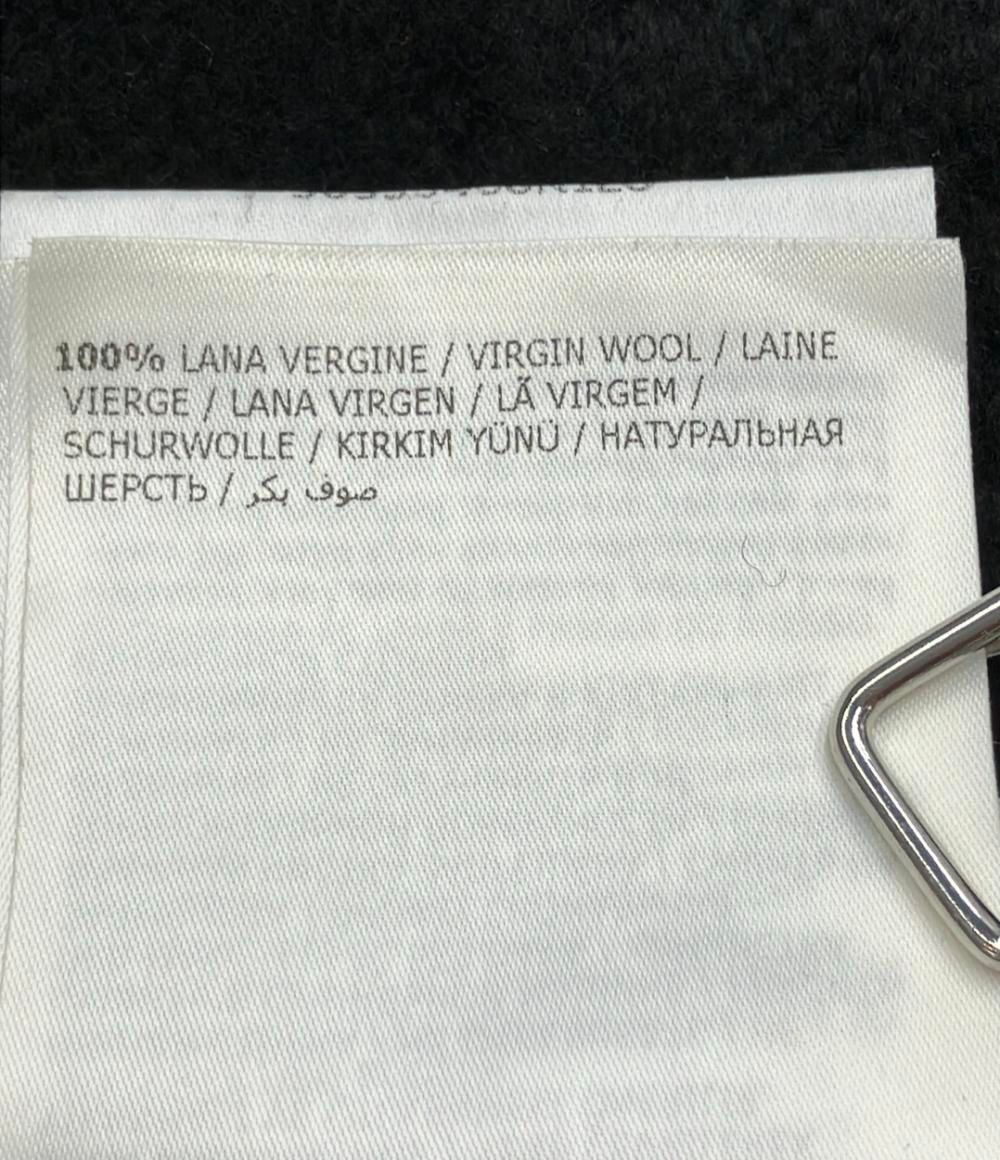 100% LANA VERGINE / VIRGIN WOOL / LAINE
VIERGE / LANA VIRGEN / LÃ VIRGEM /
SCHURWOLLE / KIRKIM YÜNÜ / НАТУРАЛЬНАЯ
ШЕРСТЬ / صوف بكر